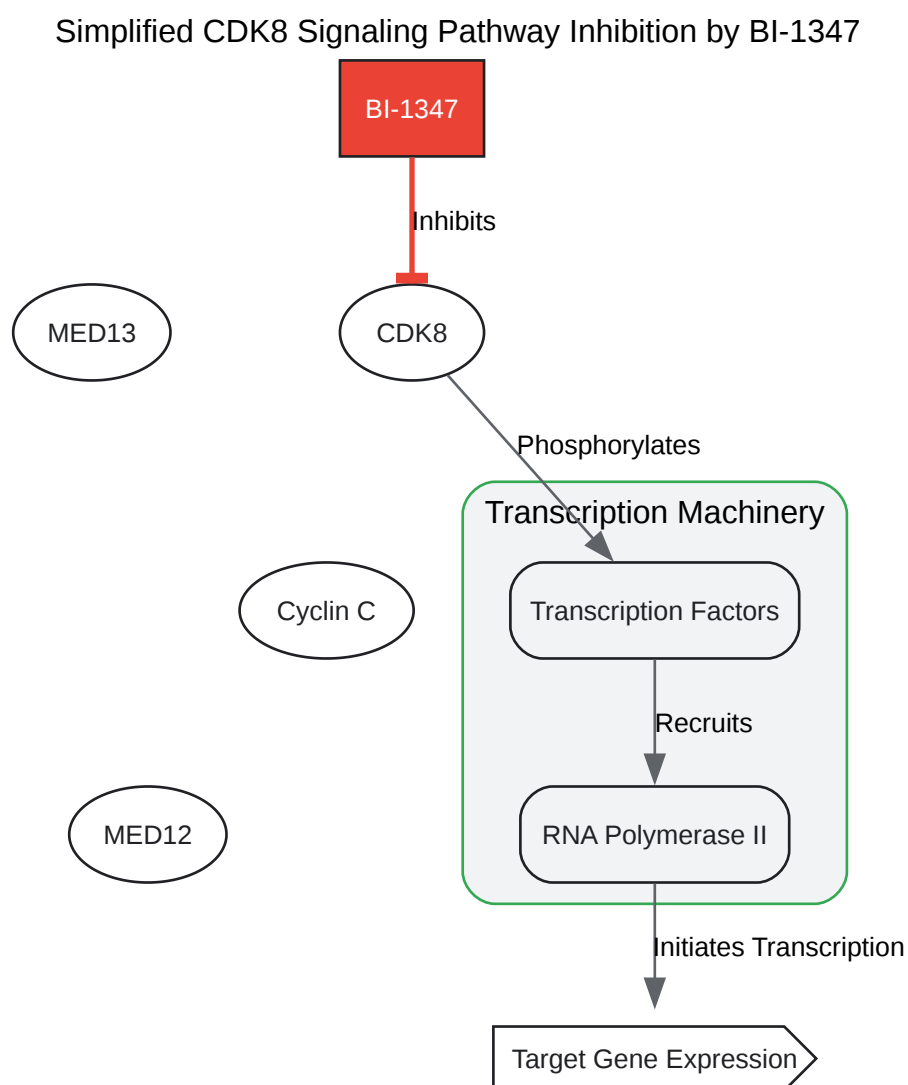 Simplified CDK8 Signaling Pathway Inhibition by BI-1347
BI-1347
Inhibits
MED13
CDK8
Phosphorylates
Transcription Machinery
Cyclin C
Transcription Factors
Recruits
MED12
RNA Polymerase II
Initiates Transcription
Target Gene Expression